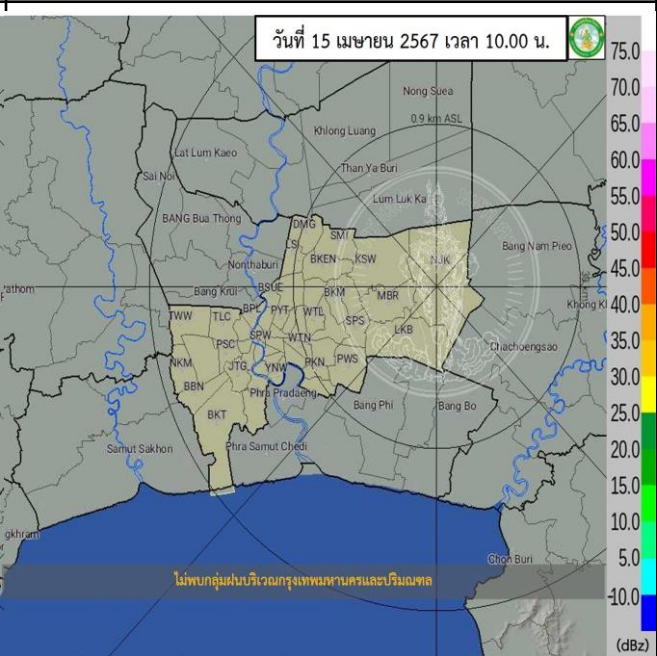 วันที่ 15 เมษายน 2567 เวลา 10.00 น.
75.0
70.0
65.0
60.0
55.0
50.0
45.0
40.0
35.0
30.0
25.0
20.0
15.0
10.0
5.0
-10.0
(dBz)
Nong Suea
0.9 km ASL
Khlong Luang
Lat Lum Kaeo
Than Ya Buri
Sai Noi
Lum Luk Ka
BANG Bua Thong
DMG
SMI
LSI
Bang Nam Pieo
BKEN
KSW
NJK
Nonthaburi
Bang Krui
BSUE
BKM
MBR
TWW
TLC
BPL
PYT
WTL
SPS
LKB
PSC
SPW
WTN
Chachoengsao
NKM
JTG
YNW
PKN
PWS
BBN
Phra Pradaeng
BKT
Bang Phi
Bang Bo
Samut Sakhon
Phra Samut Chedi
gkhram
Chon Buri
ไม่พบกลุ่มฝนบริเวณกรุงเทพมหานครและปริมณฑล